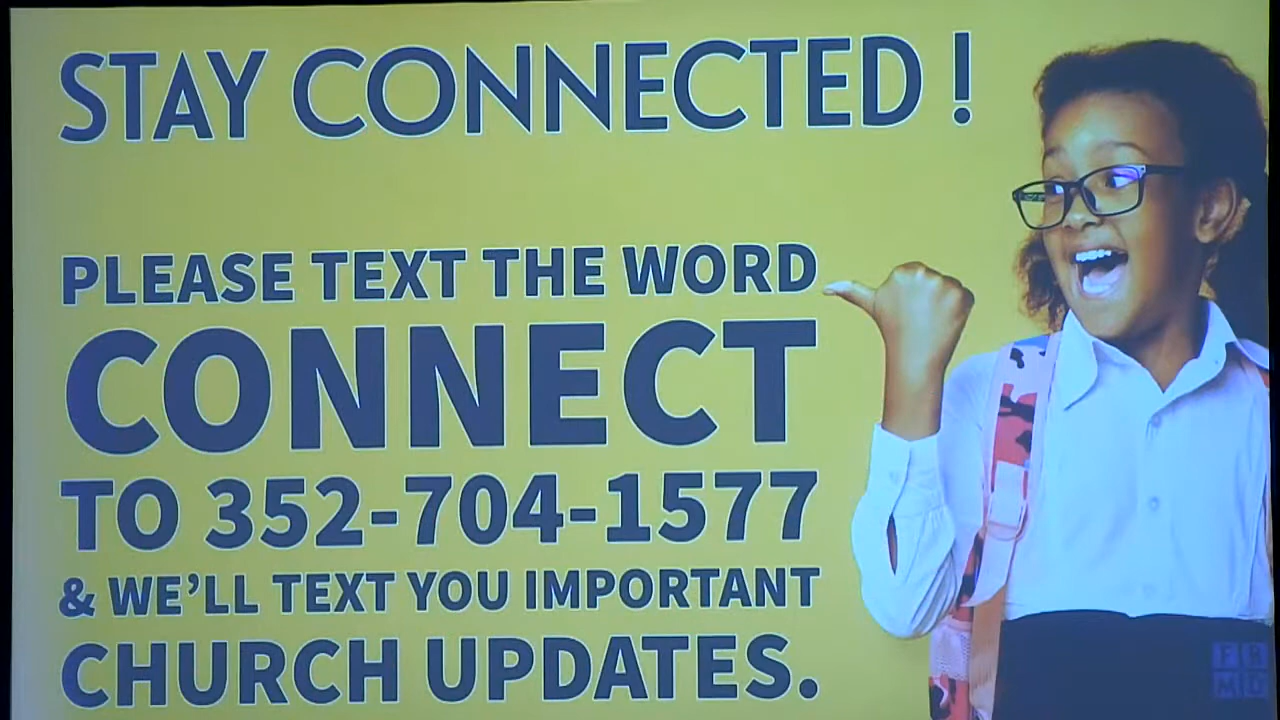 STAY CONNECTED!
PLEASE TEXT THE WORD
CONNECT
TO 352-704-1577
& WE'LL TEXT YOU IMPORTANT
CHURCH UPDATES.